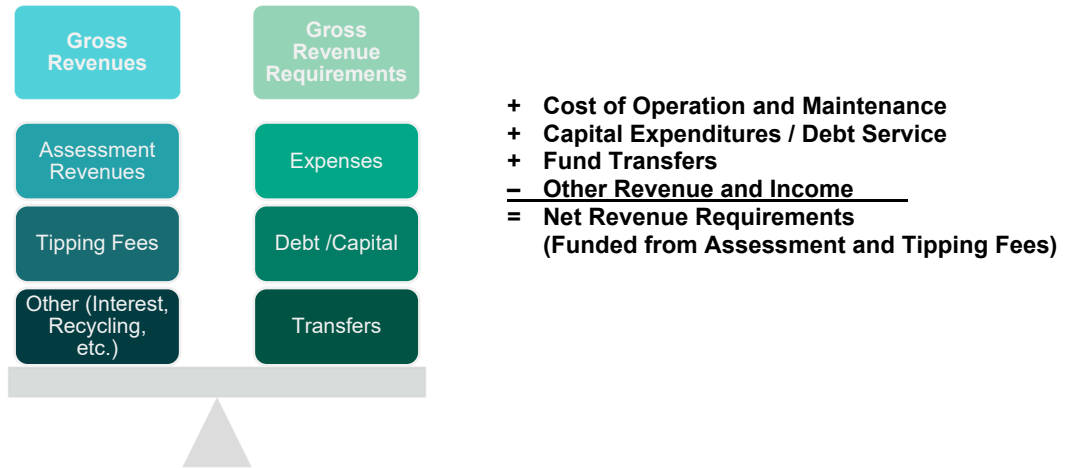 Gross
Revenues
Gross
Revenue
Requirements
Assessment
Revenues
Expenses
Tipping Fees
Debt /Capital
Other (Interest,
Recycling,
etc.)
Transfers
+ Cost of Operation and Maintenance
+ Capital Expenditures / Debt Service
+ Fund Transfers
– Other Revenue and Income
= Net Revenue Requirements
(Funded from Assessment and Tipping Fees)